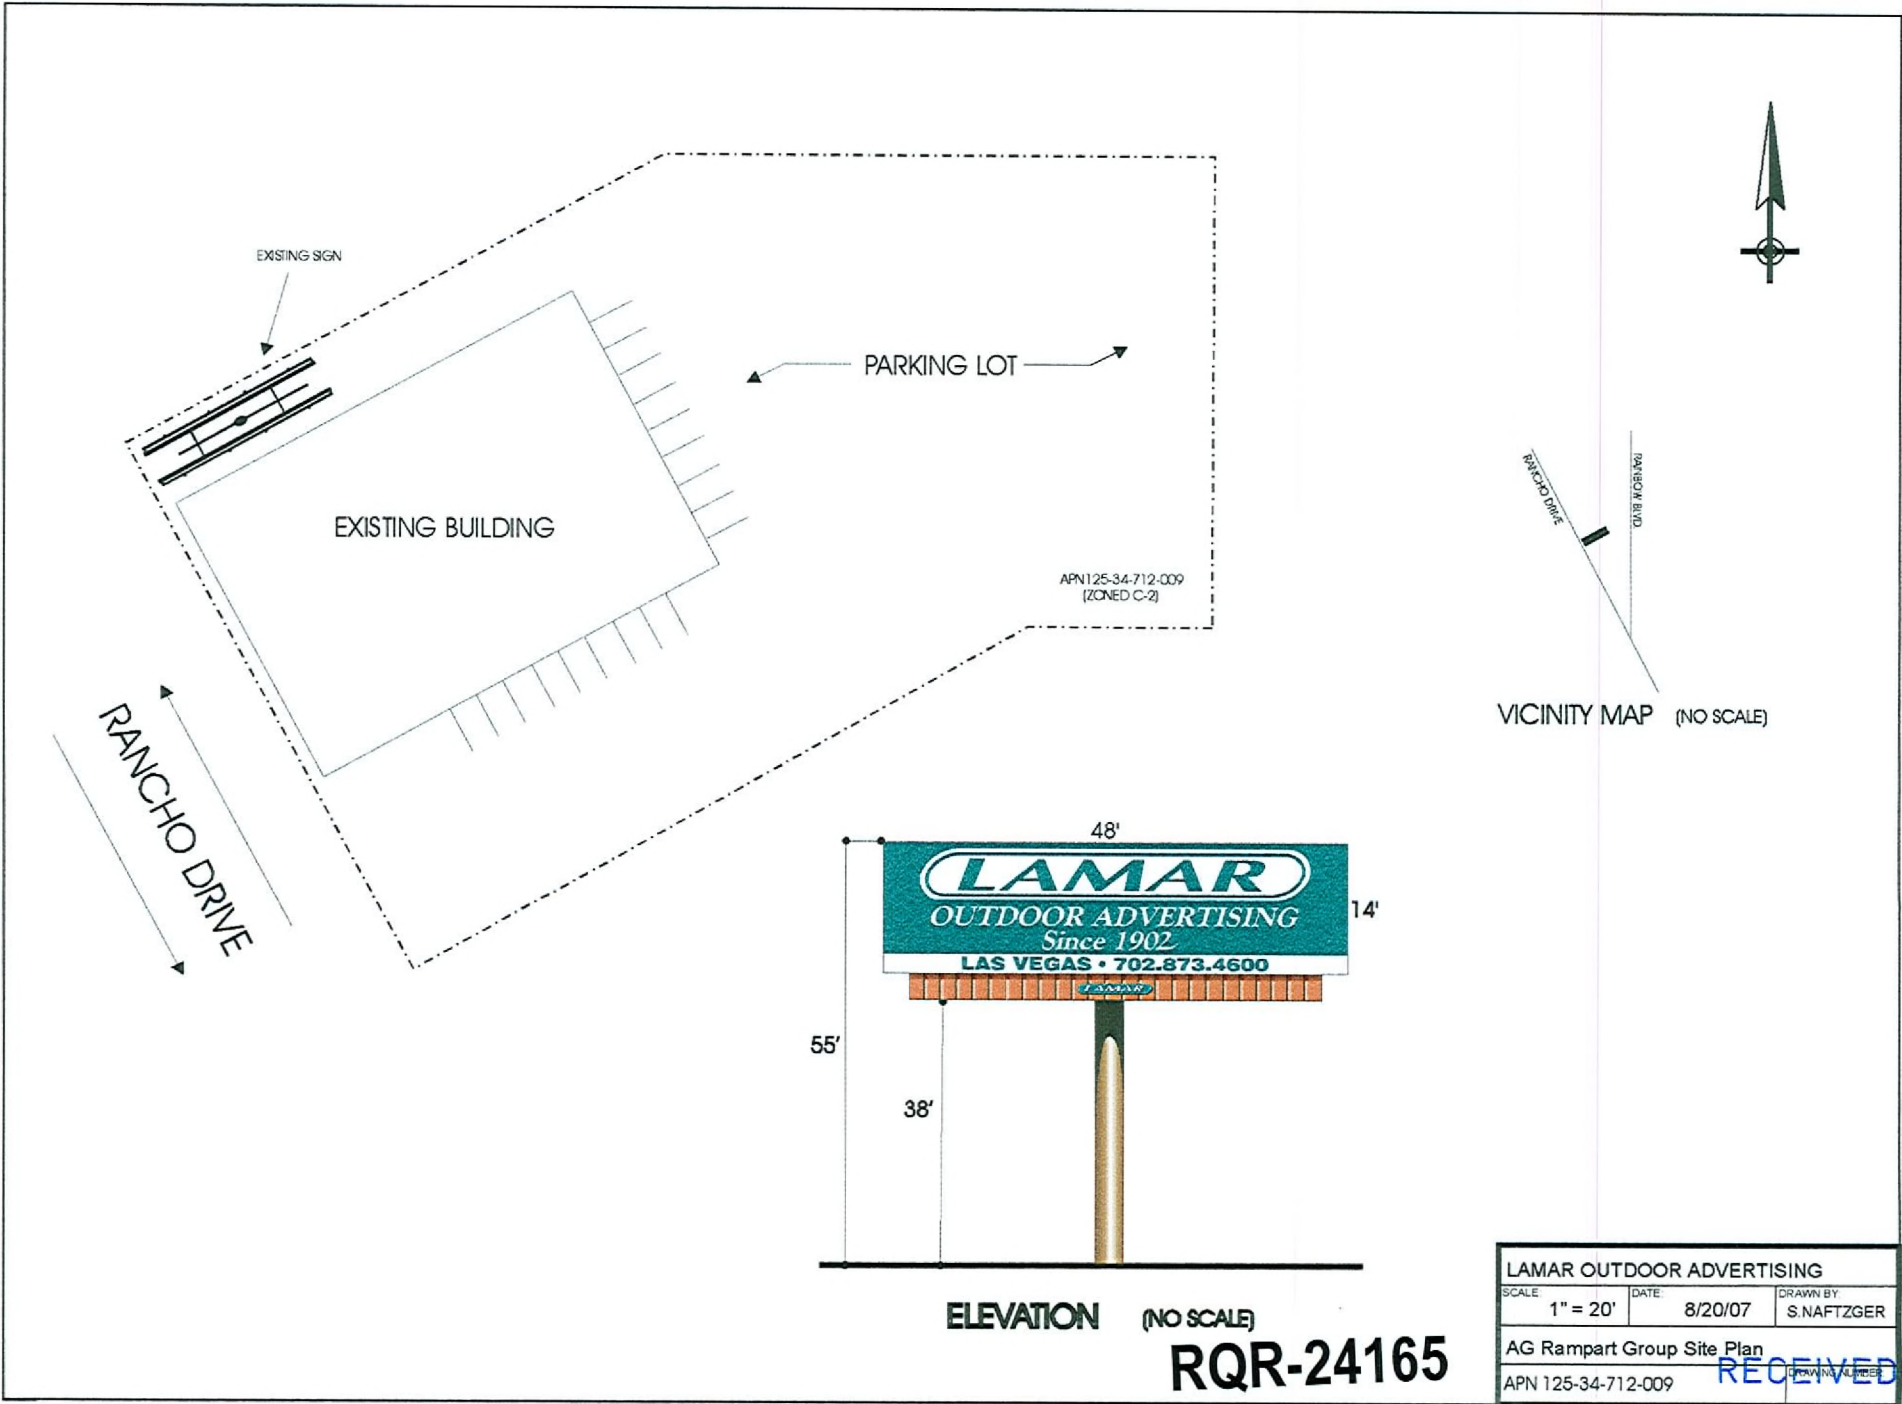 EXISTING SIGN
PARKING LOT
EXISTING BUILDING
APN125-34-712-009
(ZONED C-2)
RANCHO DRIVE
RANCHO DRIVE
RAINBOW BLVD.
VICINITY MAP (NO SCALE)
48'
LAMAR
OUTDOOR ADVERTISING
Since 1902
LAS VEGAS • 702.873.4600
LAMAR
14'
55'
38'
ELEVATION (NO SCALE)
RQR-24165
LAMAR OUTDOOR ADVERTISING
SCALE: 1" = 20' DATE: 8/20/07 DRAWN BY: S.NAFTZGER
AG Rampart Group Site Plan
RECEIVED
APN 125-34-712-009 DRAWING NUMBER: